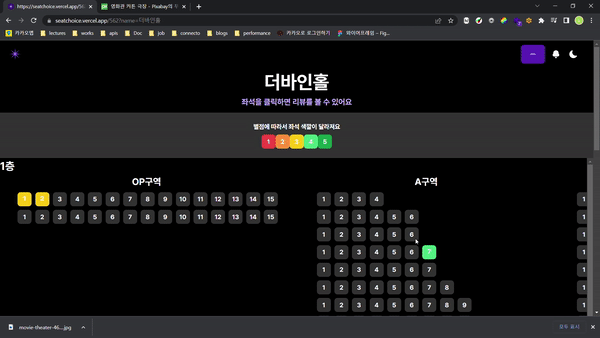 https://seatchoice.vercel.app/
영화관 커튼 극장 - Pixabay의
seatchoice.vercel.app/562?name=더바인홀
카카오맵 lectures works apis Doc job connecto blogs performance 카카오로 로그인하기 와이어프레임 – Fig...
더바인홀
좌석을 클릭하면 리뷰를 볼 수 있어요
별점에 따라서 좌석 색깔이 달라져요
1 2 3 4 5
1층
OP구역
1 2 3 4 5 6 7 8 9 10 11 12 13 14 15
1 2 3 4 5 6 7 8 9 10 11 12 13 14 15
A구역
1 2 3 4
1 2 3 4 5 6
1 2 3 4 5 6
1 2 3 4 5 6 7
1 2 3 4 5 6 7
1 2 3 4 5 6 7 8
1 2 3 4 5 6 7 8 9
1
1
1
1
1
1
1
movie-theater-46....jpg
모두 표시